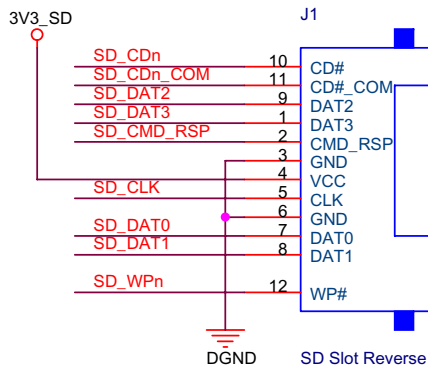 J1
3V3_SD
SD_CDn 10 CD#
SD_CDn_COM 11 CD#_COM
SD_DAT2 9 DAT2
SD_DAT3 1 DAT3
SD_CMD_RSP 2 CMD_RSP
3 GND
4 VCC
SD_CLK 5 CLK
6 GND
SD_DAT0 7 DAT0
SD_DAT1 8 DAT1
SD_WPn 12 WP#
DGND
SD Slot Reverse